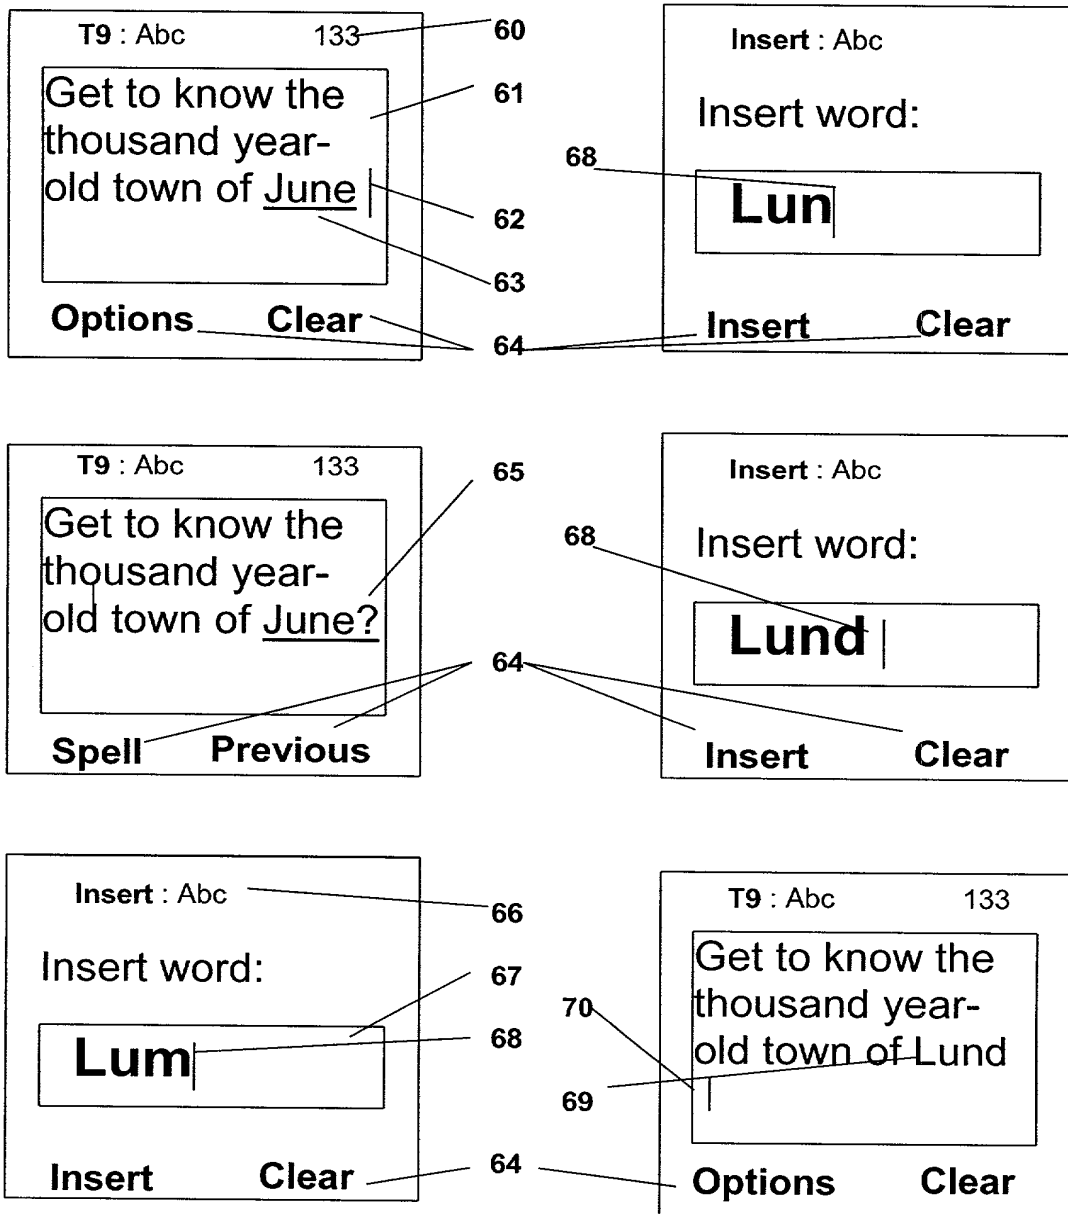 T9 : Abc 133
Get to know the
thousand year-
old town of June
Options Clear
60
61
62
63
64
Insert : Abc
Insert word:
68
Lun
Insert Clear
T9 : Abc 133
Get to know the
thousand year-
old town of June?
Spell Previous
65
64
Insert : Abc
Insert word:
68
Lund
Insert Clear
Insert : Abc
Insert word:
Lum
Insert Clear
66
67
68
64
T9 : Abc 133
Get to know the
thousand year-
old town of Lund
70
69
Options Clear